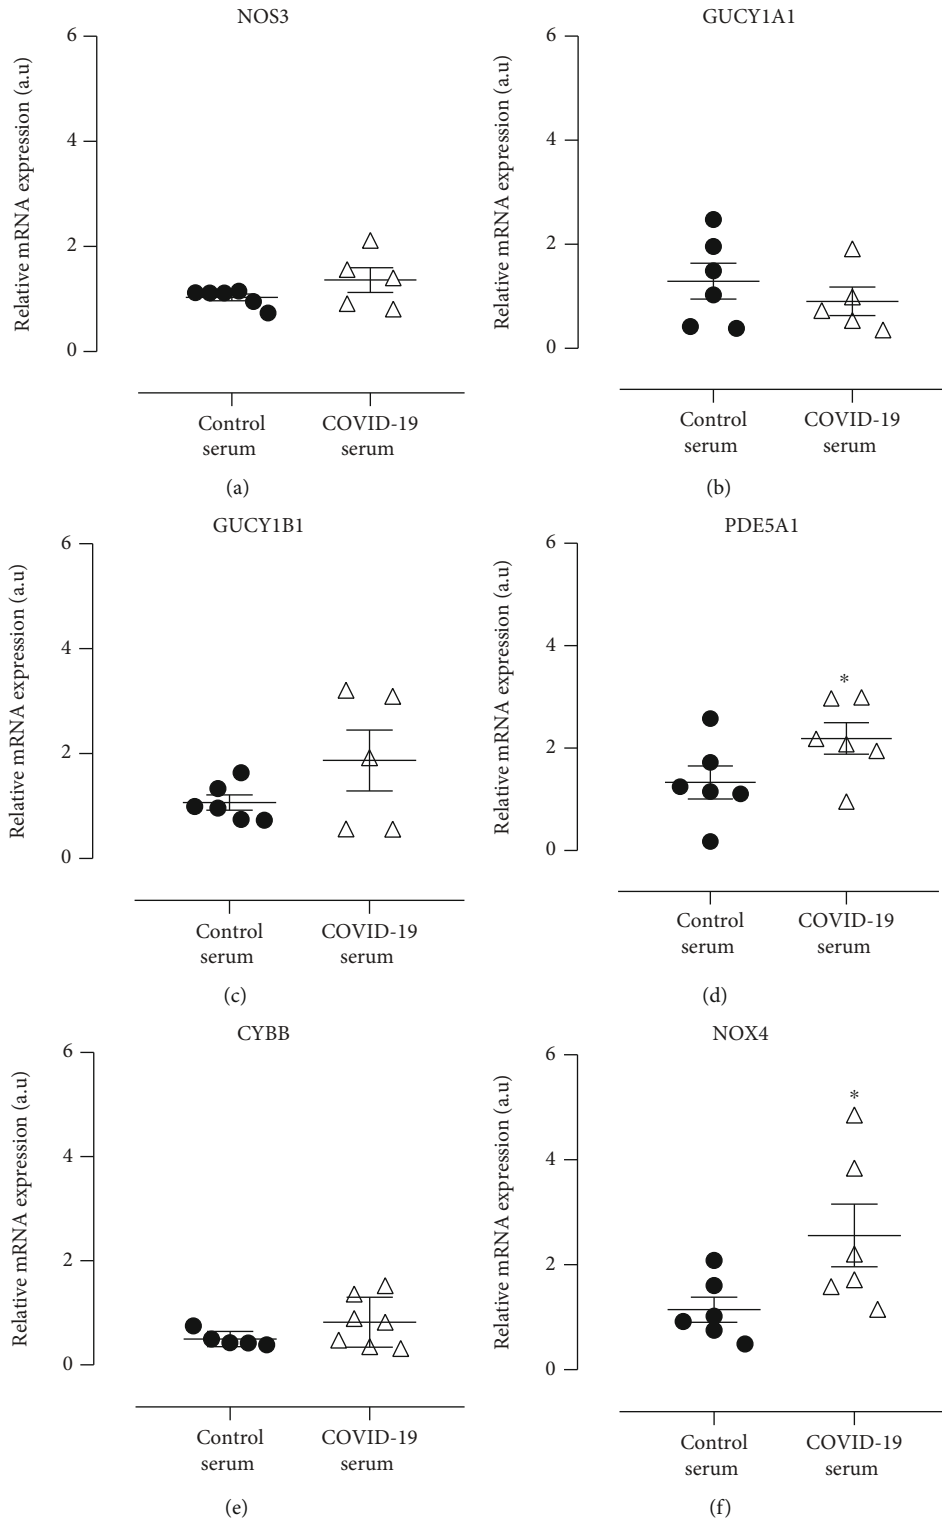 NOS3
Relative mRNA expression (a.u)
6
4
2
0
Control
serum
COVID-19
serum
(a)
GUCY1A1
Relative mRNA expression (a.u)
6
4
2
0
Control
serum
COVID-19
serum
(b)
GUCY1B1
Relative mRNA expression (a.u)
6
4
2
0
Control
serum
COVID-19
serum
(c)
PDE5A1
Relative mRNA expression (a.u)
6
4
2
0
*
Control
serum
COVID-19
serum
(d)
CYBB
Relative mRNA expression (a.u)
6
4
2
0
Control
serum
COVID-19
serum
(e)
NOX4
Relative mRNA expression (a.u)
6
4
2
0
*
Control
serum
COVID-19
serum
(f)